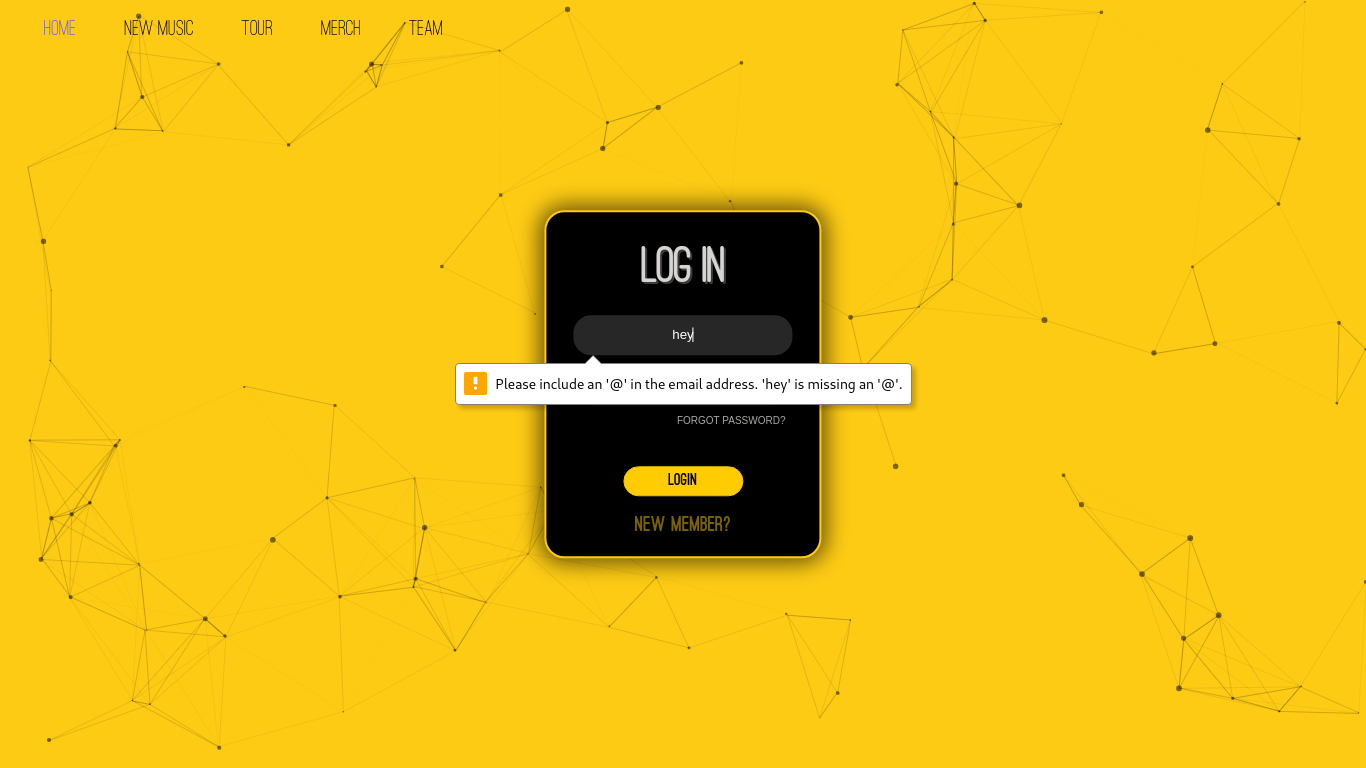 HOME NEW MUSIC TOUR MERCH TEAM
LOG IN
hey
Please include an '@' in the email address. 'hey' is missing an '@'.
FORGOT PASSWORD?
LOGIN
NEW MEMBER?